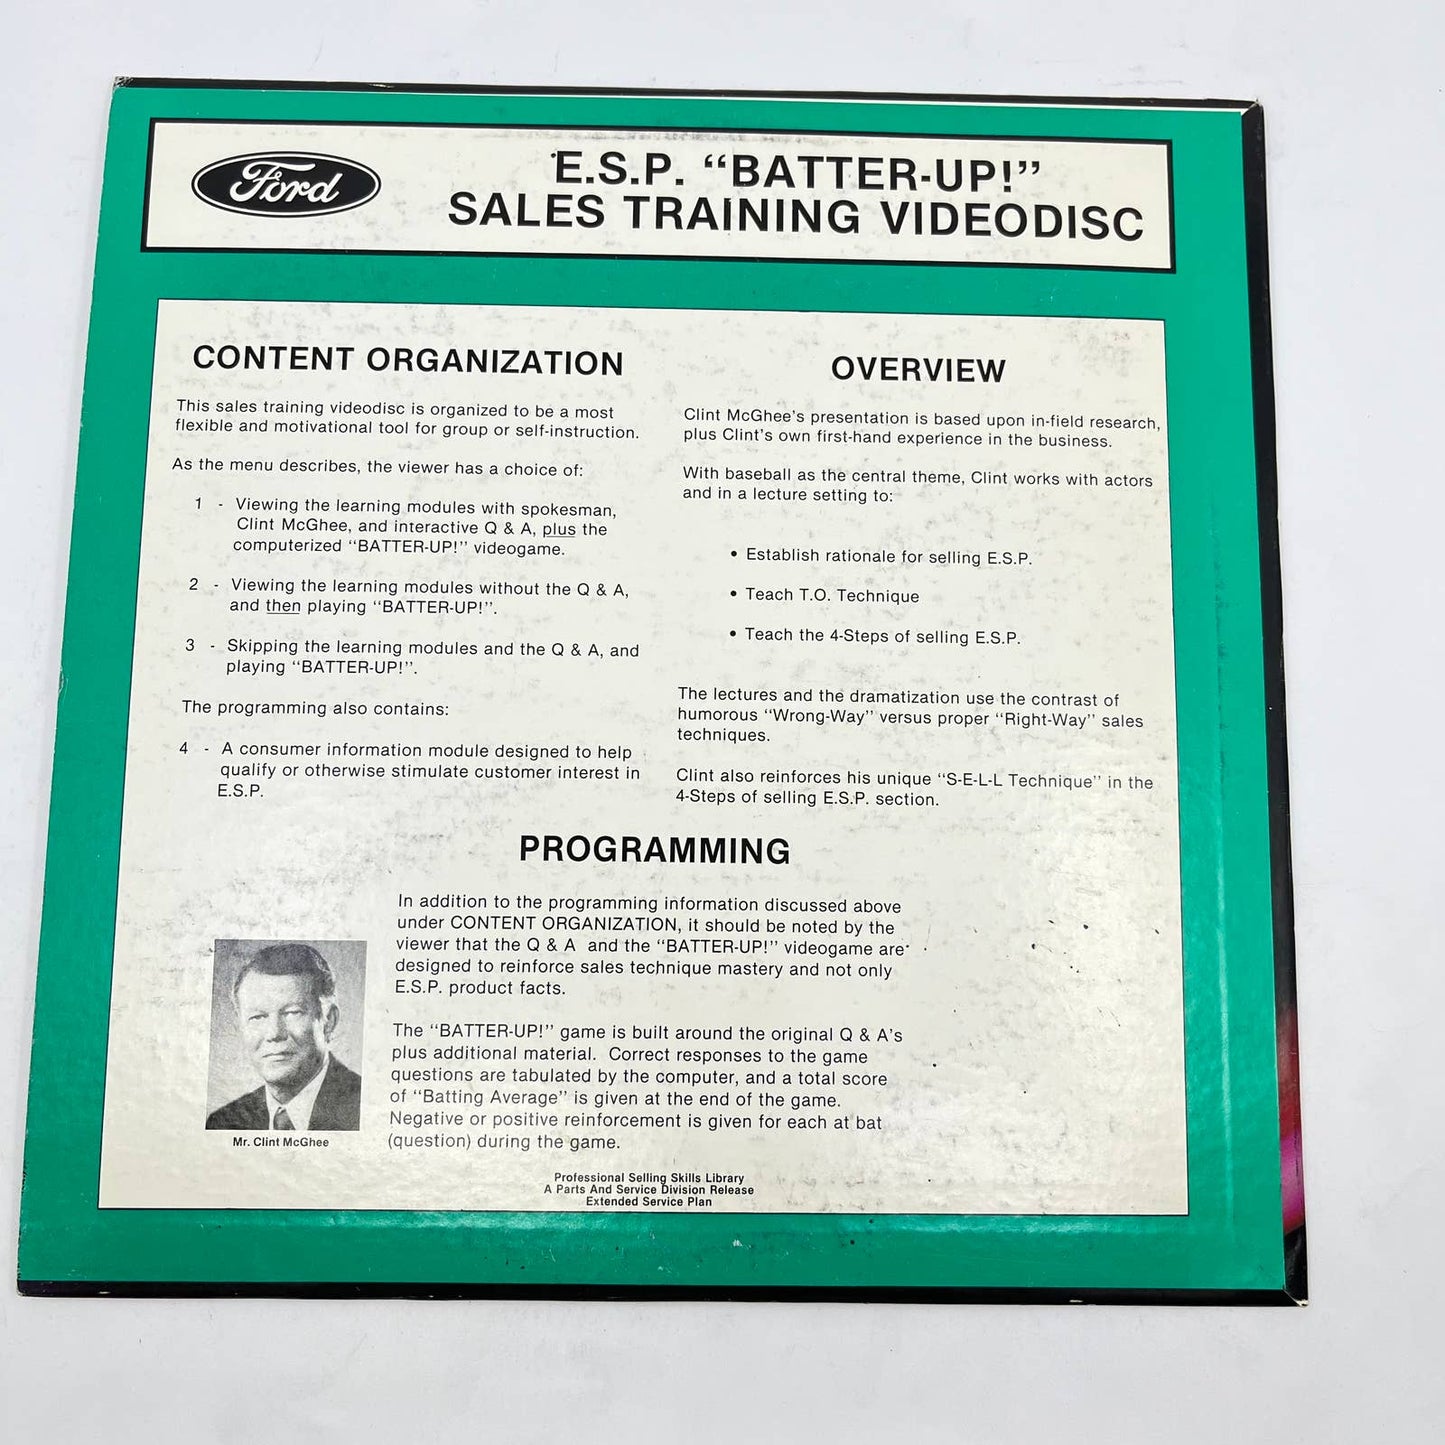 Ford
E.S.P. “BATTER-UP!”
SALES TRAINING VIDEODISC
CONTENT ORGANIZATION
This sales training videodisc is organized to be a most
flexible and motivational tool for group or self-instruction.
As the menu describes, the viewer has a choice of:
1 - Viewing the learning modules with spokesman,
Clint McGhee, and interactive Q & A, plus the
computerized “BATTER-UP!” videogame.
2 - Viewing the learning modules without the Q & A,
and then playing “BATTER-UP!”.
3 - Skipping the learning modules and the Q & A, and
playing “BATTER-UP!”.
The programming also contains:
4 - A consumer information module designed to help
qualify or otherwise stimulate customer interest in
E.S.P.
OVERVIEW
Clint McGhee’s presentation is based upon in-field research,
plus Clint’s own first-hand experience in the business.
With baseball as the central theme, Clint works with actors
and in a lecture setting to:
• Establish rationale for selling E.S.P.
• Teach T.O. Technique
• Teach the 4-Steps of selling E.S.P.
The lectures and the dramatization use the contrast of
humorous “Wrong-Way” versus proper “Right-Way” sales
techniques.
Clint also reinforces his unique “S-E-L-L Technique” in the
4-Steps of selling E.S.P. section.
PROGRAMMING
In addition to the programming information discussed above
under CONTENT ORGANIZATION, it should be noted by the
viewer that the Q & A and the “BATTER-UP!” videogame are
designed to reinforce sales technique mastery and not only
E.S.P. product facts.
The “BATTER-UP!” game is built around the original Q & A’s
plus additional material. Correct responses to the game
questions are tabulated by the computer, and a total score
of “Batting Average” is given at the end of the game.
Negative or positive reinforcement is given for each at bat
(question) during the game.
Mr. Clint McGhee
Professional Selling Skills Library
A Parts And Service Division Release
Extended Service Plan